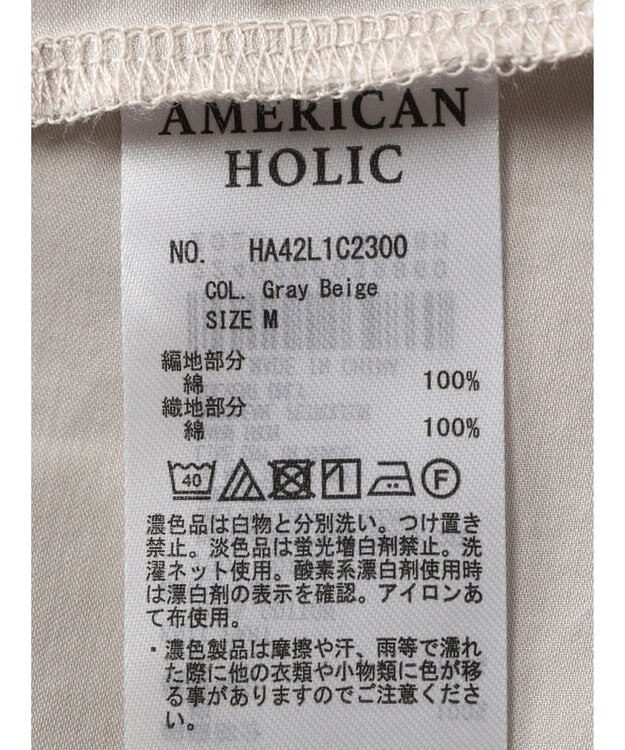 AMERICAN
HOLIC
NO. HA42L1C2300
COL. Gray Beige
SIZE M
編地部分
綿 100%
織地部分
綿 100%
40 F
濃色品は白物と分別洗い。つけ置き
禁止。淡色品は蛍光増白剤禁止。洗
濯ネット使用。酸素系漂白剤使用時
は漂白剤の表示を確認。アイロンあ
て布使用。
・濃色製品は摩擦や汗、雨等で濡れ
た際に他の衣類や小物類に色が移
る事がありますのでご注意くださ
い。